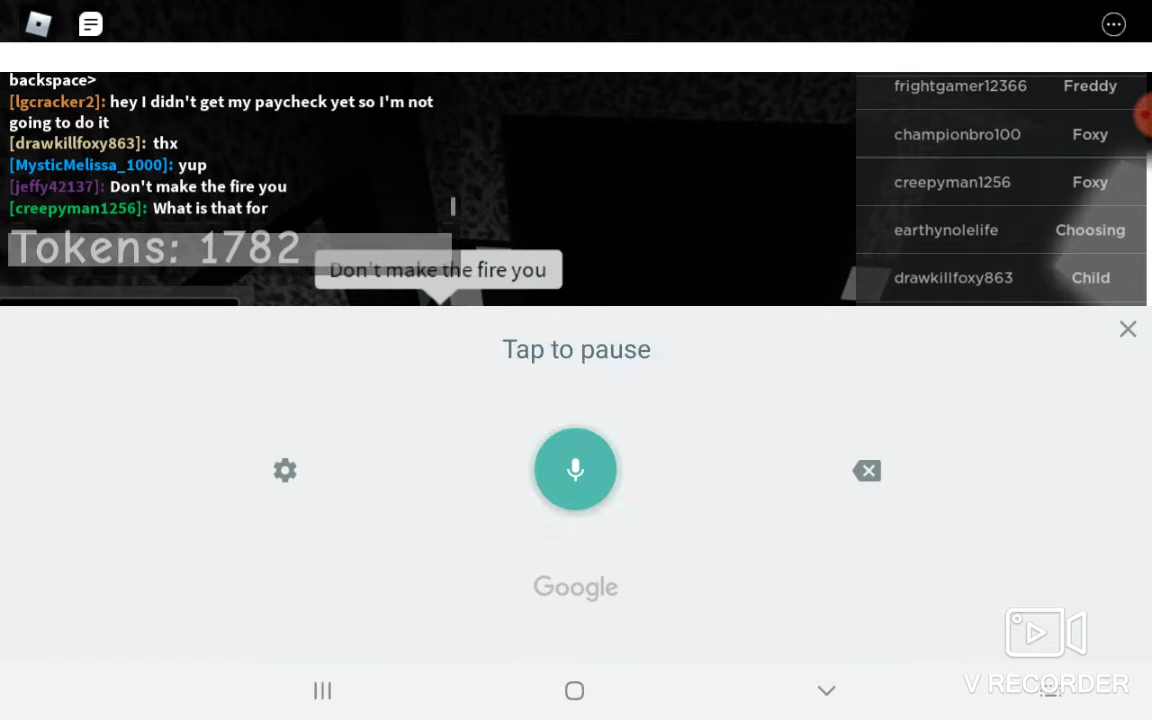 backspace>
[lgcracker2]: hey I didn't get my paycheck yet so I'm not
going to do it
[drawkillfoxy863]: thx
[MysticMelissa_1000]: yup
[jeffy42137]: Don't make the fire you
[creepyman1256]: What is that for
Tokens: 1782
Don't make the fire you
frightgamer12366 Freddy
championbro100 Foxy
creepyman1256 Foxy
earthynolelife Choosing
drawkillfoxy863 Child
Tap to pause
Google
V RECORDER